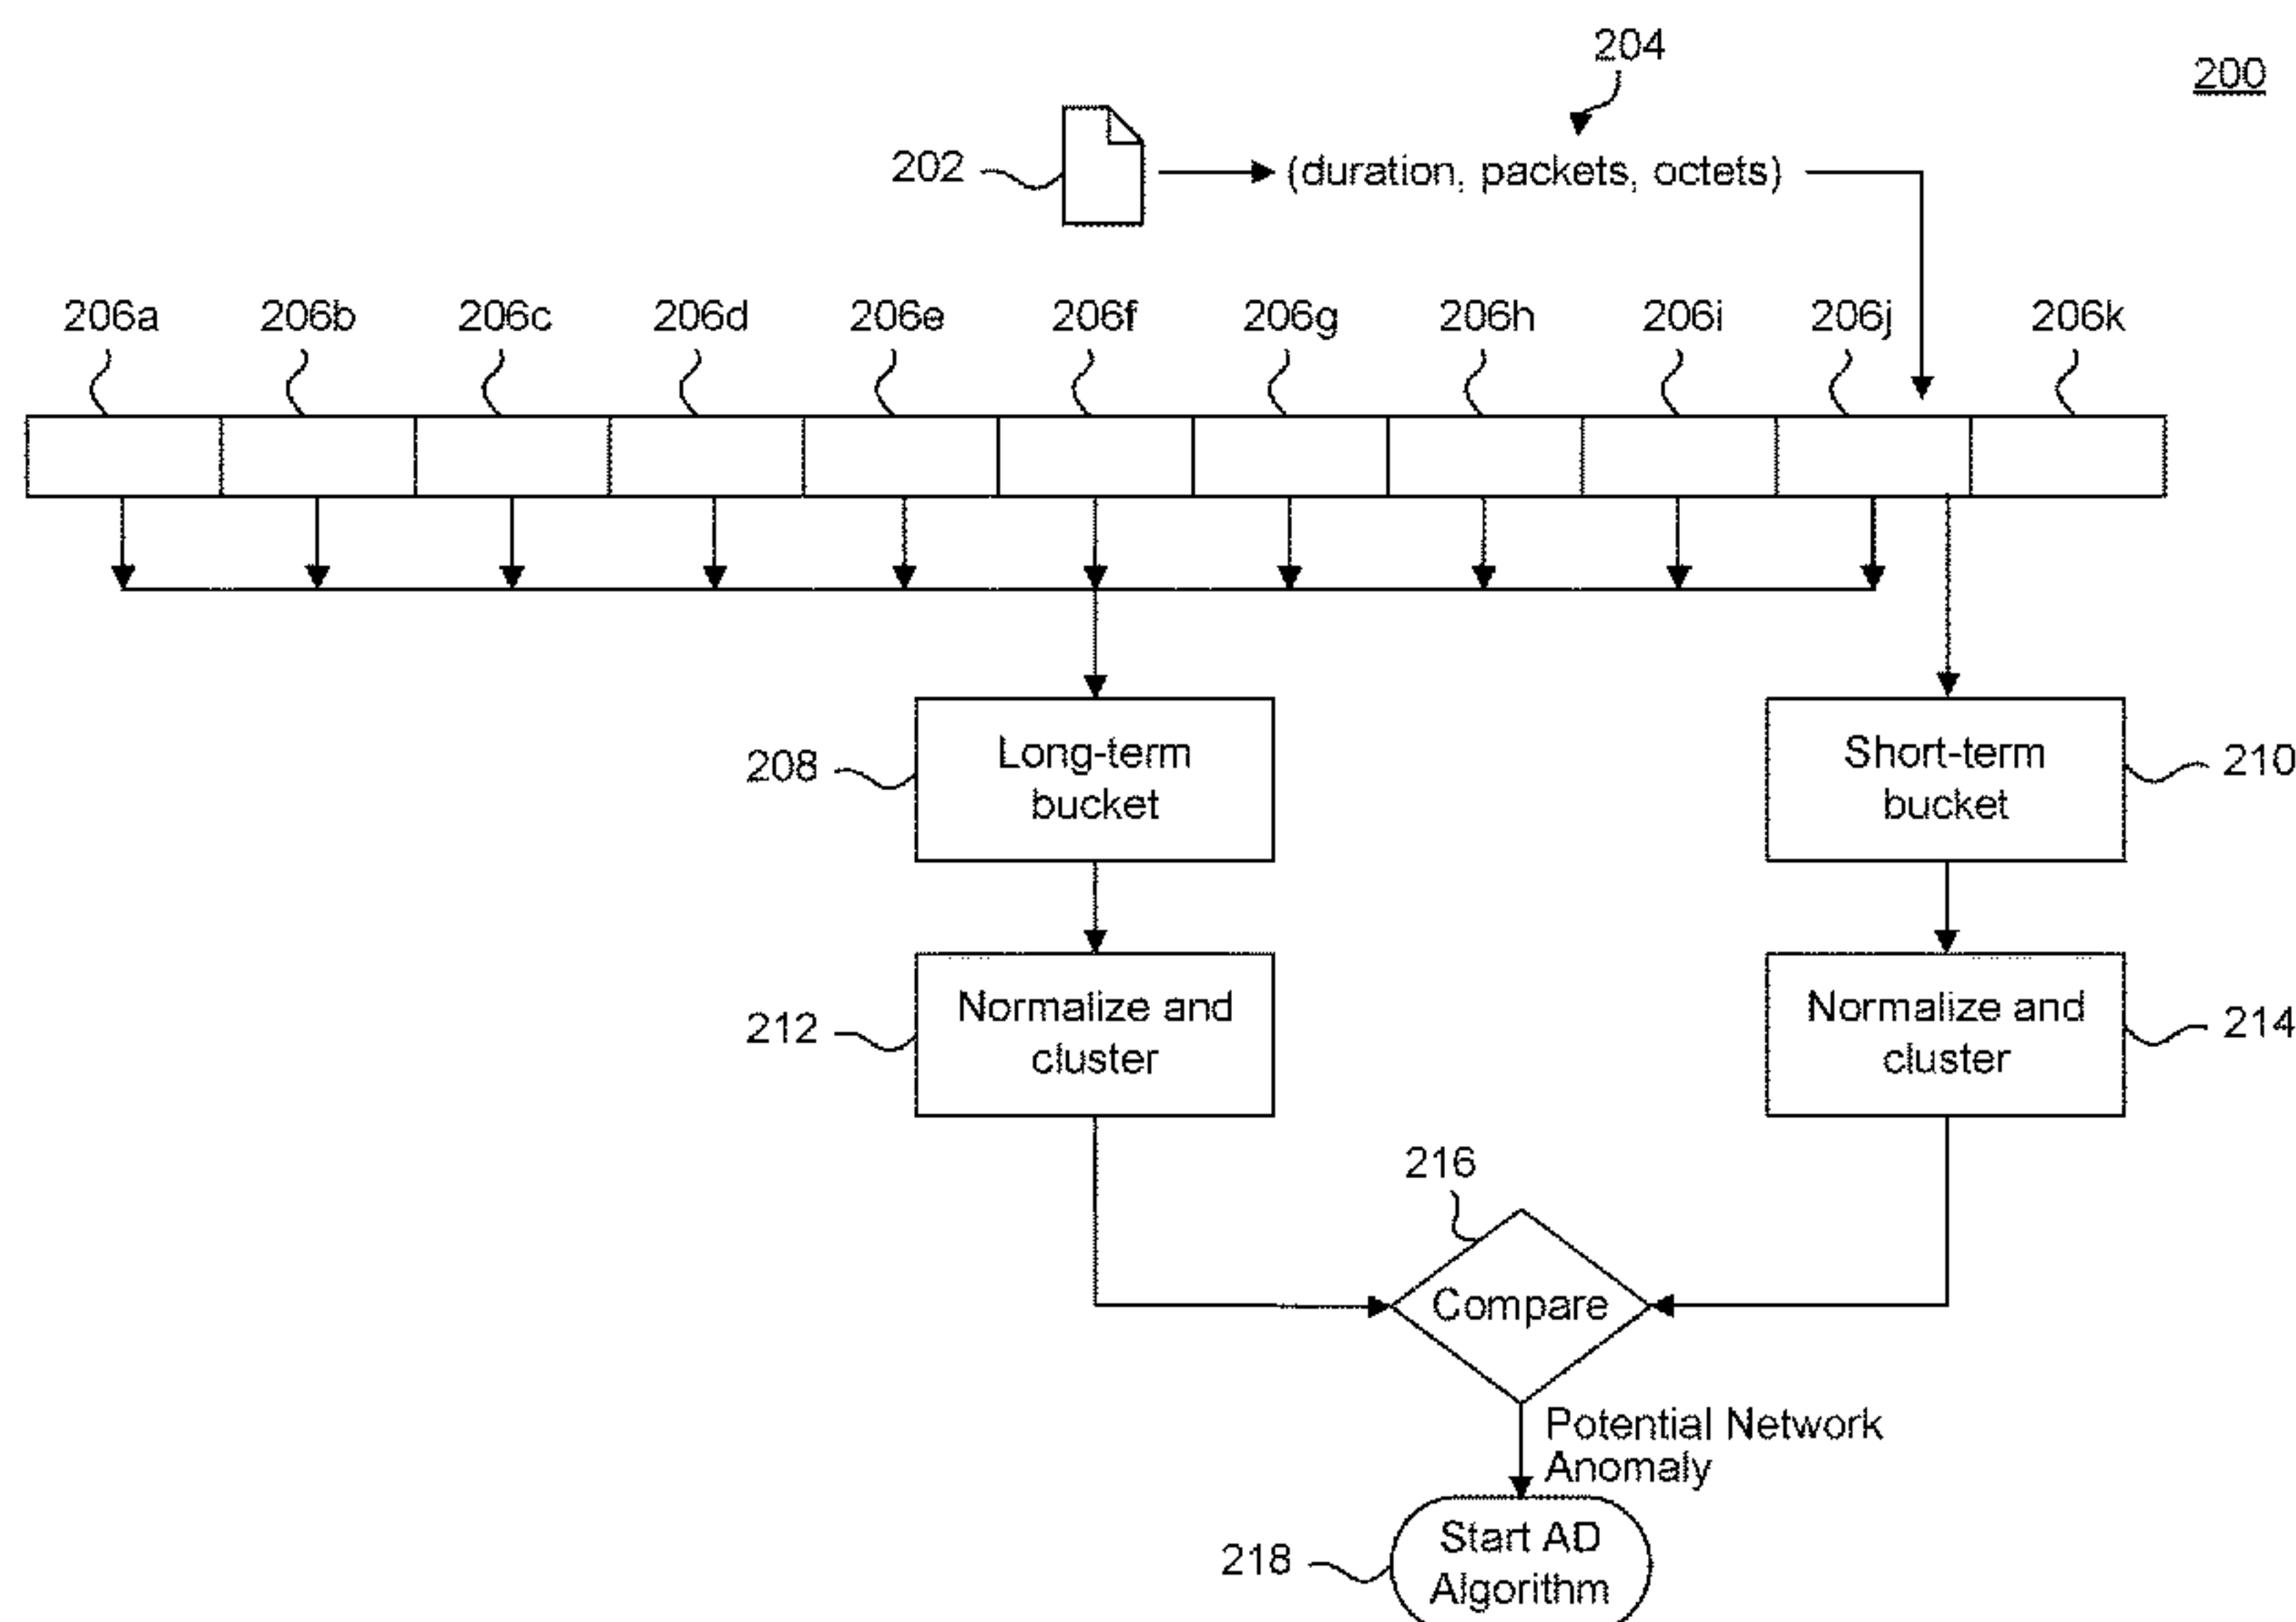 204
200
202
(duration, packets, octets)
206a 206b 206c 206d 206e 206f 206g 206h 206i 206j 206k
208
Long-term
bucket
Short-term
bucket
210
212
Normalize and
cluster
Normalize and
cluster
214
216
Compare
Potential Network
Anomaly
218
Start AD
Algorithm